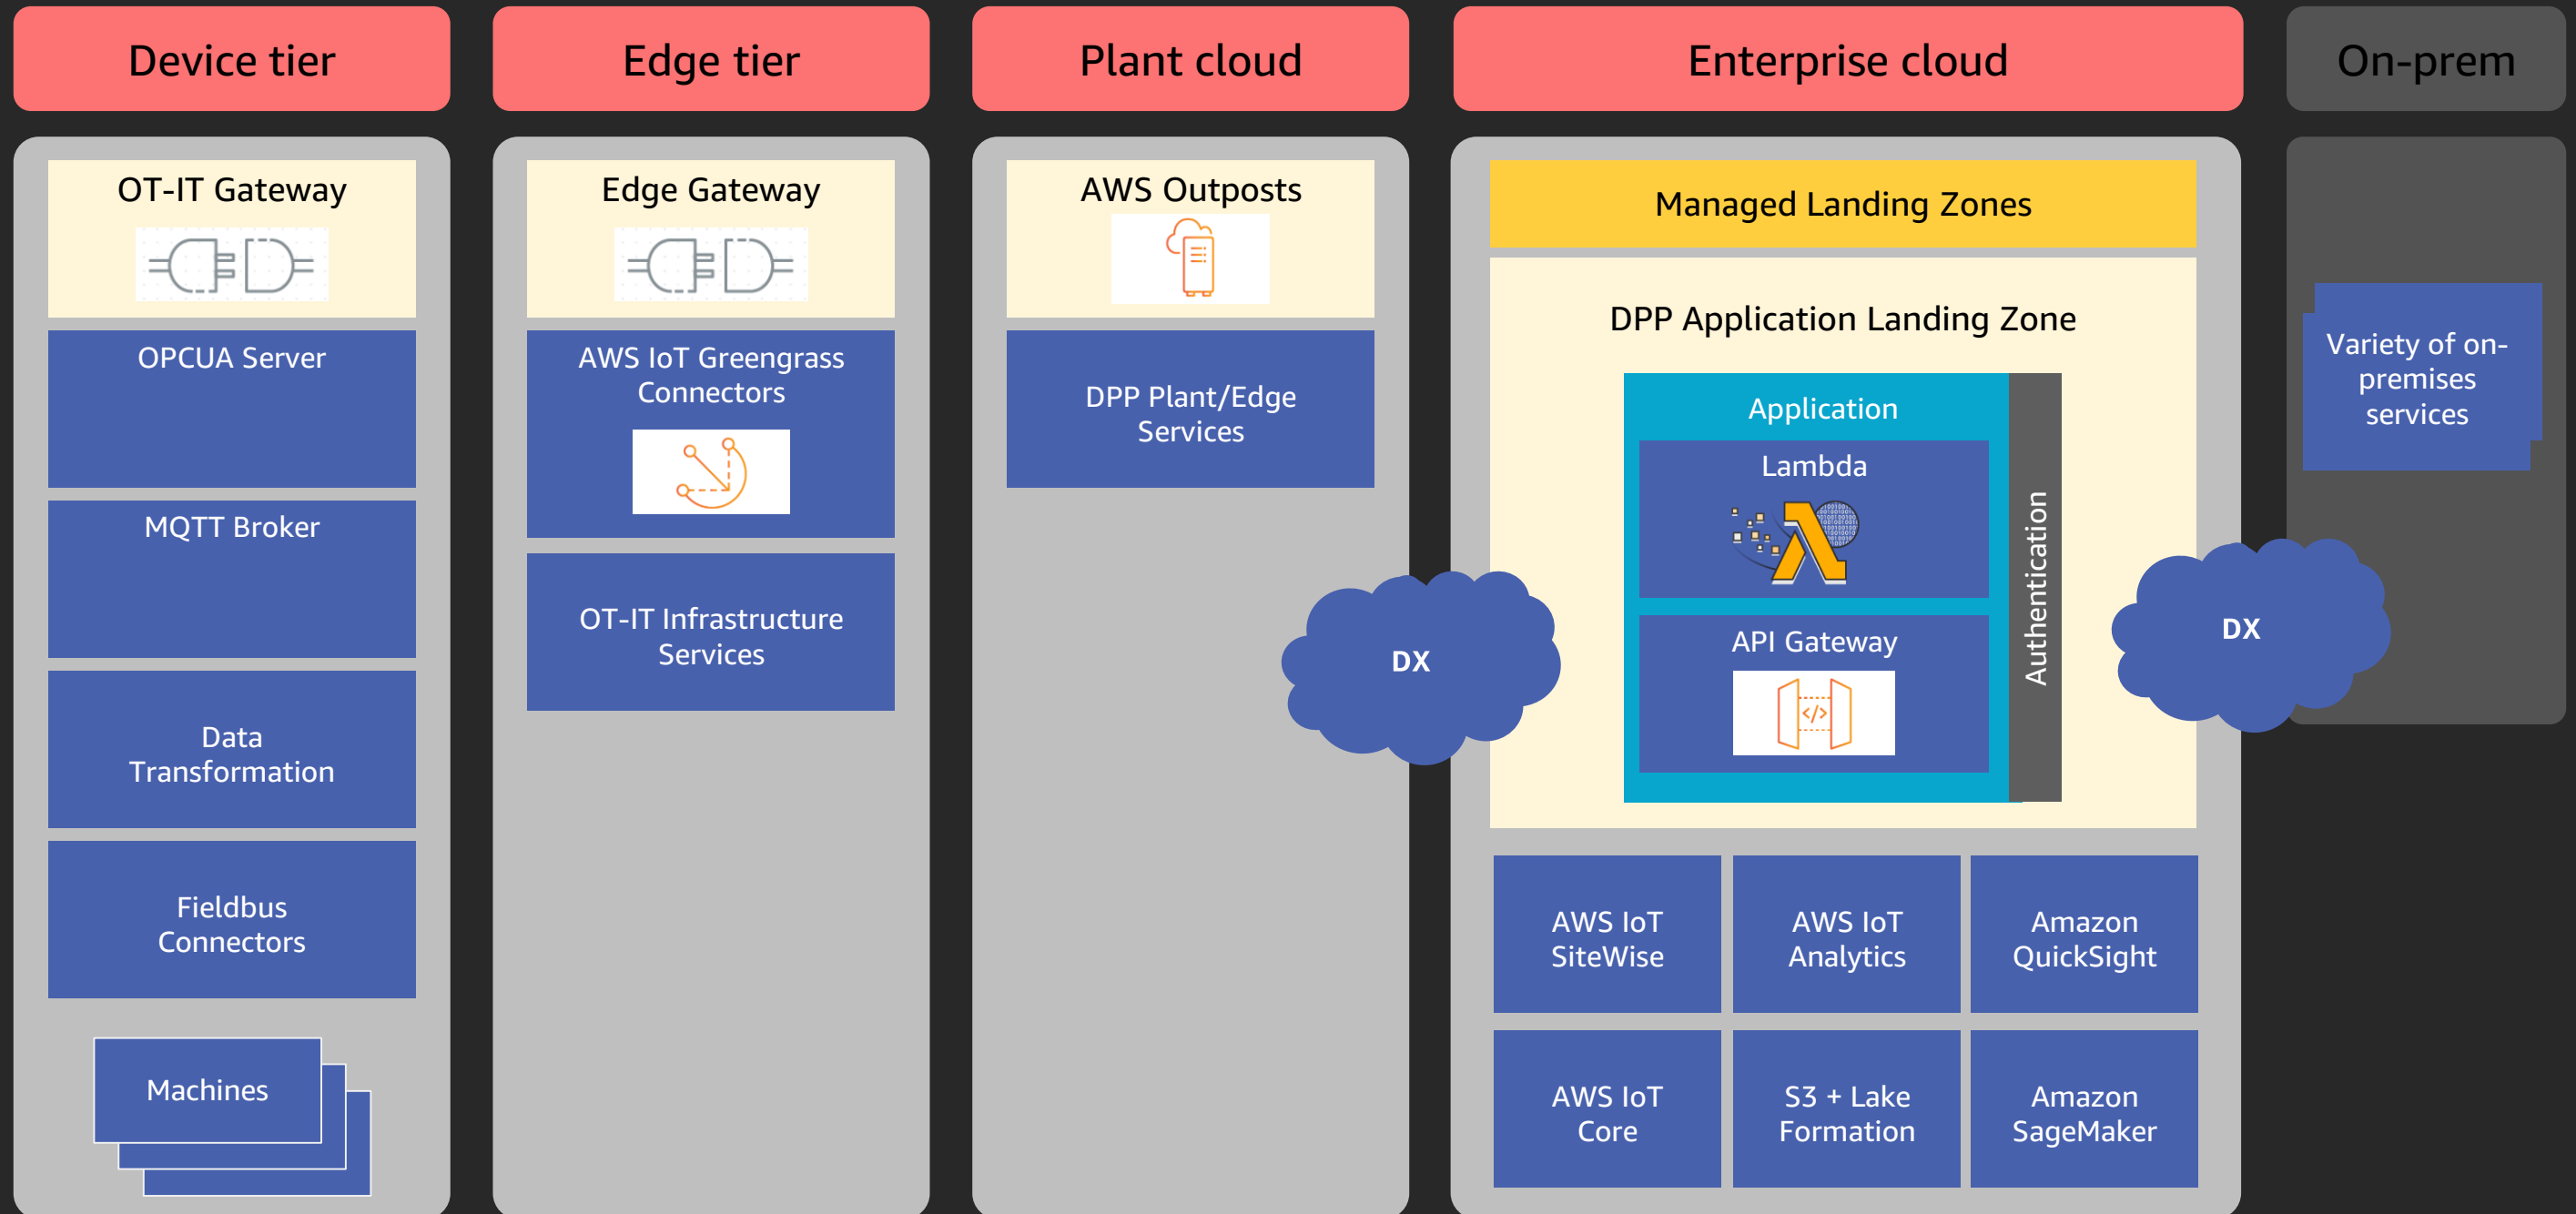 Device tier
OT-IT Gateway
OPCUA Server
MQTT Broker
Data
Transformation
Fieldbus
Connectors
Machines
Edge tier
Edge Gateway
AWS IoT Greengrass
Connectors
OT-IT Infrastructure
Services
Plant cloud
AWS Outposts
DPP Plant/Edge
Services
DX
Enterprise cloud
Managed Landing Zones
DPP Application Landing Zone
Application
Lambda
API Gateway
</>
Authentication
AWS IoT
SiteWise
AWS IoT
Analytics
Amazon
QuickSight
AWS IoT
Core
S3 + Lake
Formation
Amazon
SageMaker
DX
On-prem
Variety of on-
premises
services